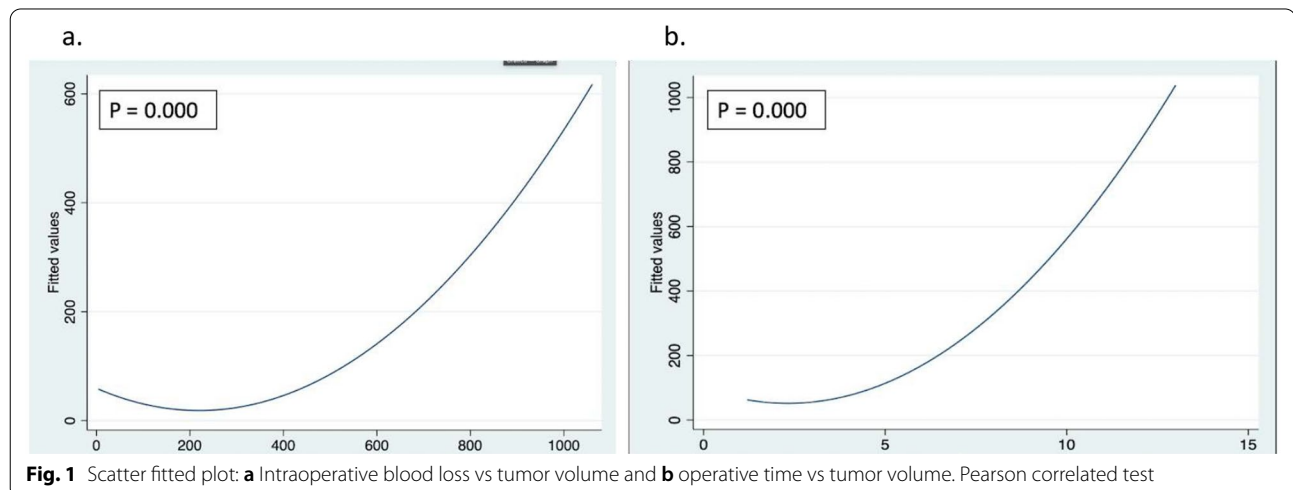 a.
b.
P = 0.000
P = 0.000
Fitted values
0
200
400
600
0
200
400
600
800
1000
Fitted values
0
200
400
600
800
1000
0
5
10
15
Fig. 1 Scatter fitted plot: a Intraoperative blood loss vs tumor volume and b operative time vs tumor volume. Pearson correlated test